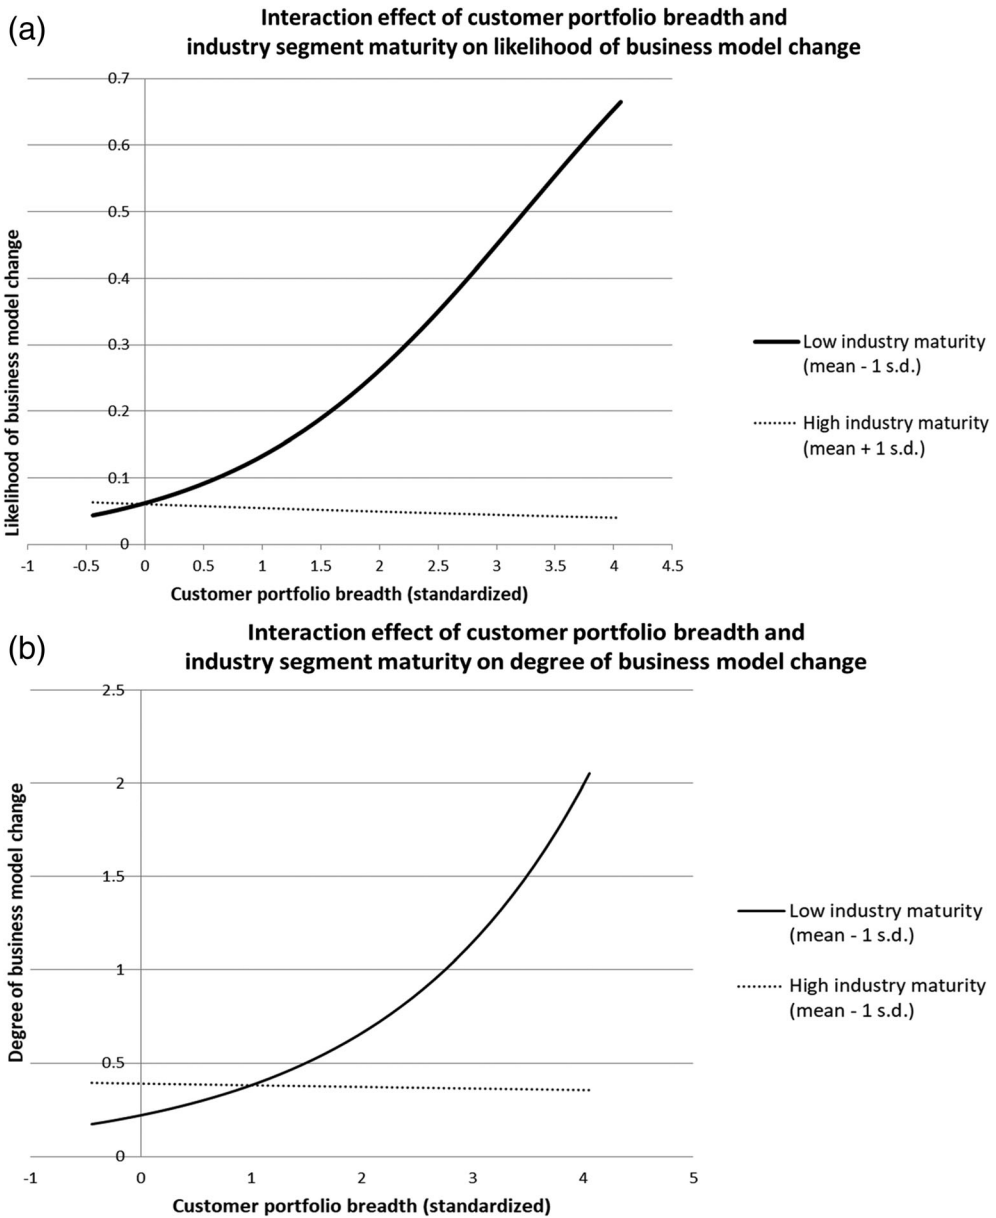 (a)
Interaction effect of customer portfolio breadth and
industry segment maturity on likelihood of business model change
Likelihood of business model change
0.7
0.6
0.5
0.4
0.3
0.2
0.1
0
-1 -0.5 0 0.5 1 1.5 2 2.5 3 3.5 4 4.5
Customer portfolio breadth (standardized)
Low industry maturity
(mean - 1 s.d.)
High industry maturity
(mean + 1 s.d.)
(b)
Interaction effect of customer portfolio breadth and
industry segment maturity on degree of business model change
Degree of business model change
2.5
2
1.5
1
0.5
0
-1 0 1 2 3 4 5
Customer portfolio breadth (standardized)
Low industry maturity
(mean - 1 s.d.)
High industry maturity
(mean - 1 s.d.)